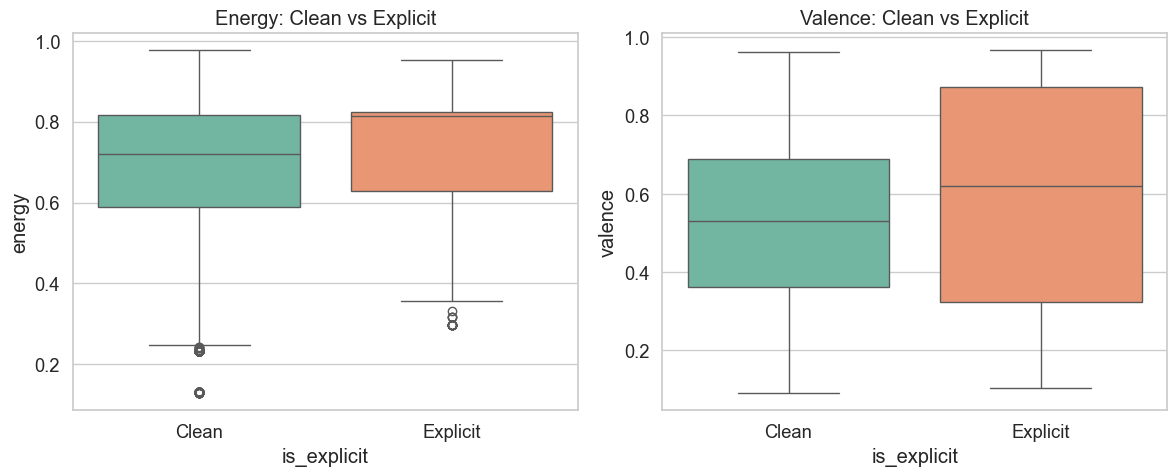 Energy: Clean vs Explicit
1.0
0.8
0.6
0.4
0.2
energy
Clean
Explicit
is_explicit
Valence: Clean vs Explicit
1.0
0.8
0.6
0.4
0.2
valence
Clean
Explicit
is_explicit